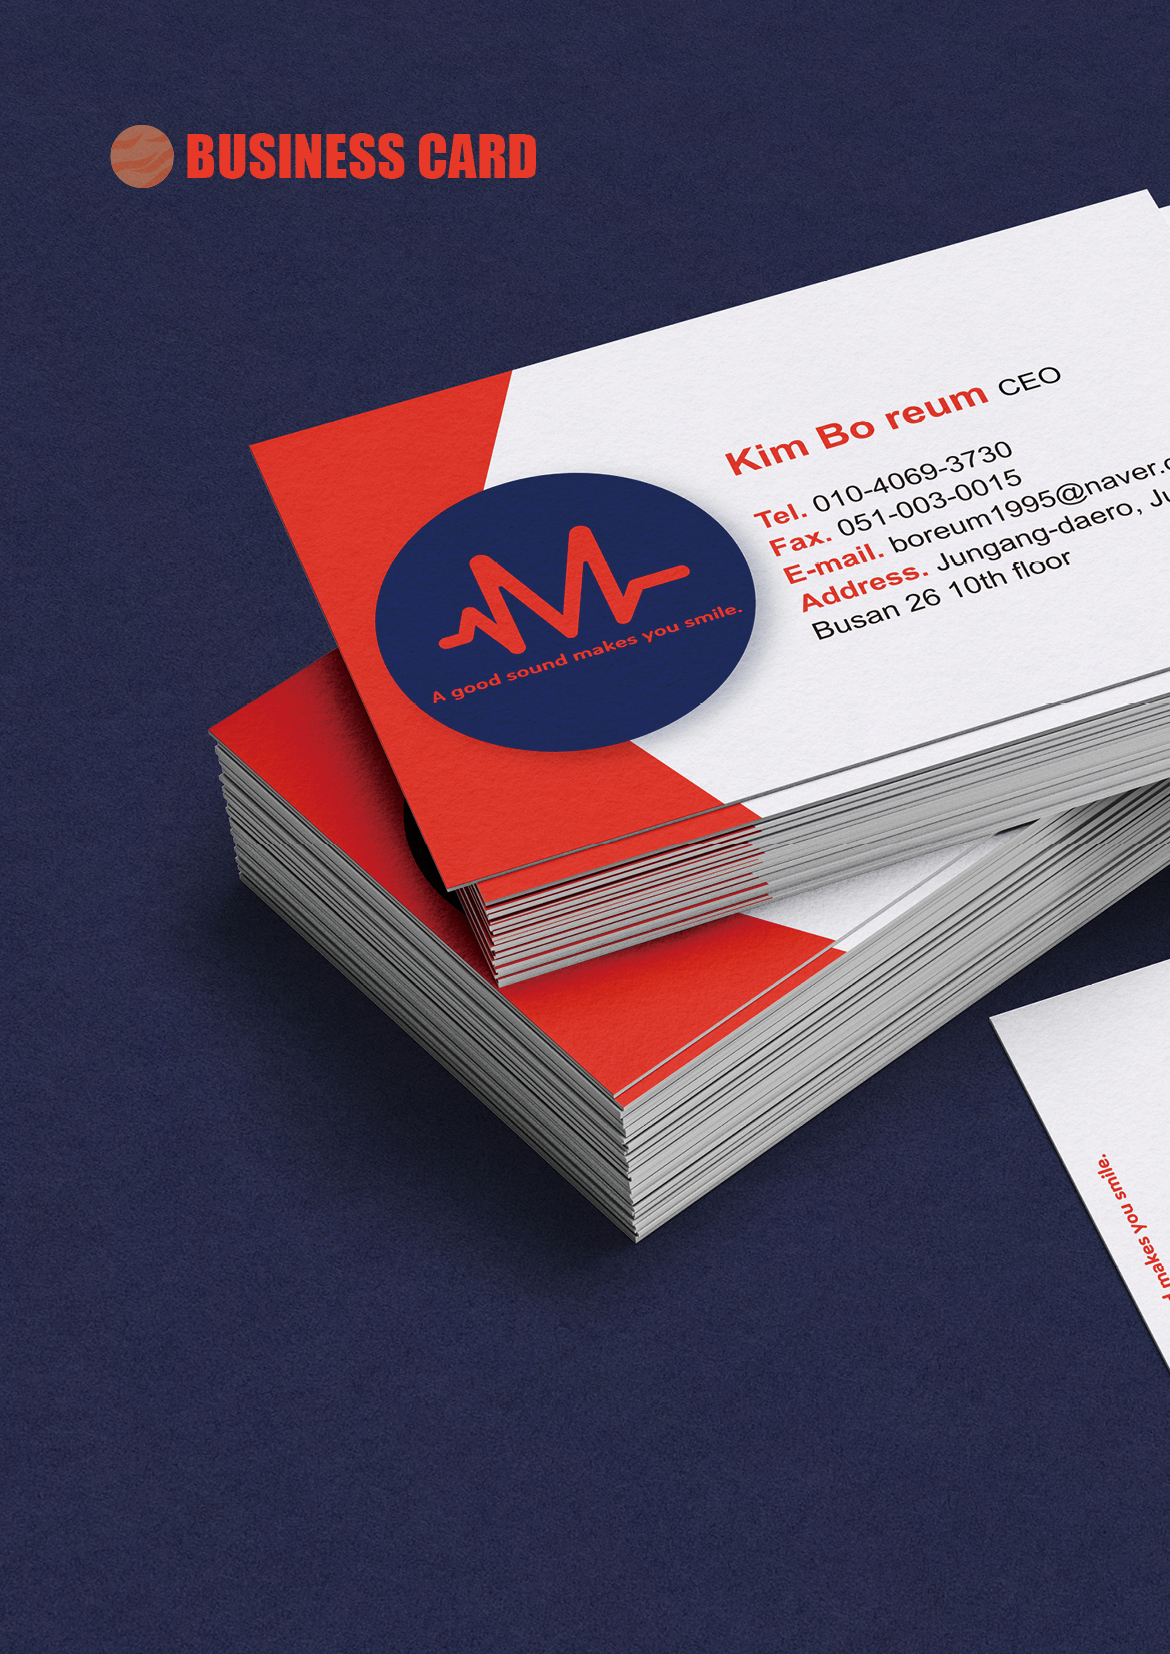 BUSINESS CARD
Kim Bo reum CEO
Tel. 010-4069-3730
Fax. 051-003-0015
E-mail. boreum1995@naver.c
Address. Jungang-daero, Ju
Busan 26 10th floor
A good sound makes you smile.
makes you smile.